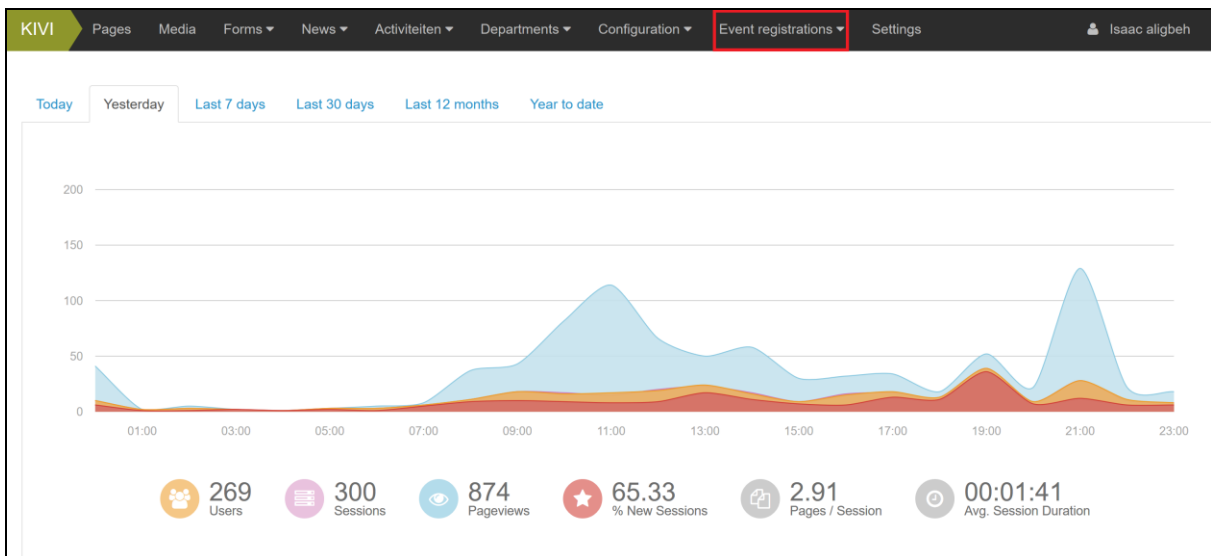 KIVI Pages Media Forms News Activiteiten Departments Configuration Event registrations Settings Isaac aligbeh
Today Yesterday Last 7 days Last 30 days Last 12 months Year to date
200
150
100
50
0
01:00 03:00 05:00 07:00 09:00 11:00 13:00 15:00 17:00 19:00 21:00 23:00
269 300 874 65.33 2.91 00:01:41
Users Sessions Pageviews % New Sessions Pages / Session Avg. Session Duration